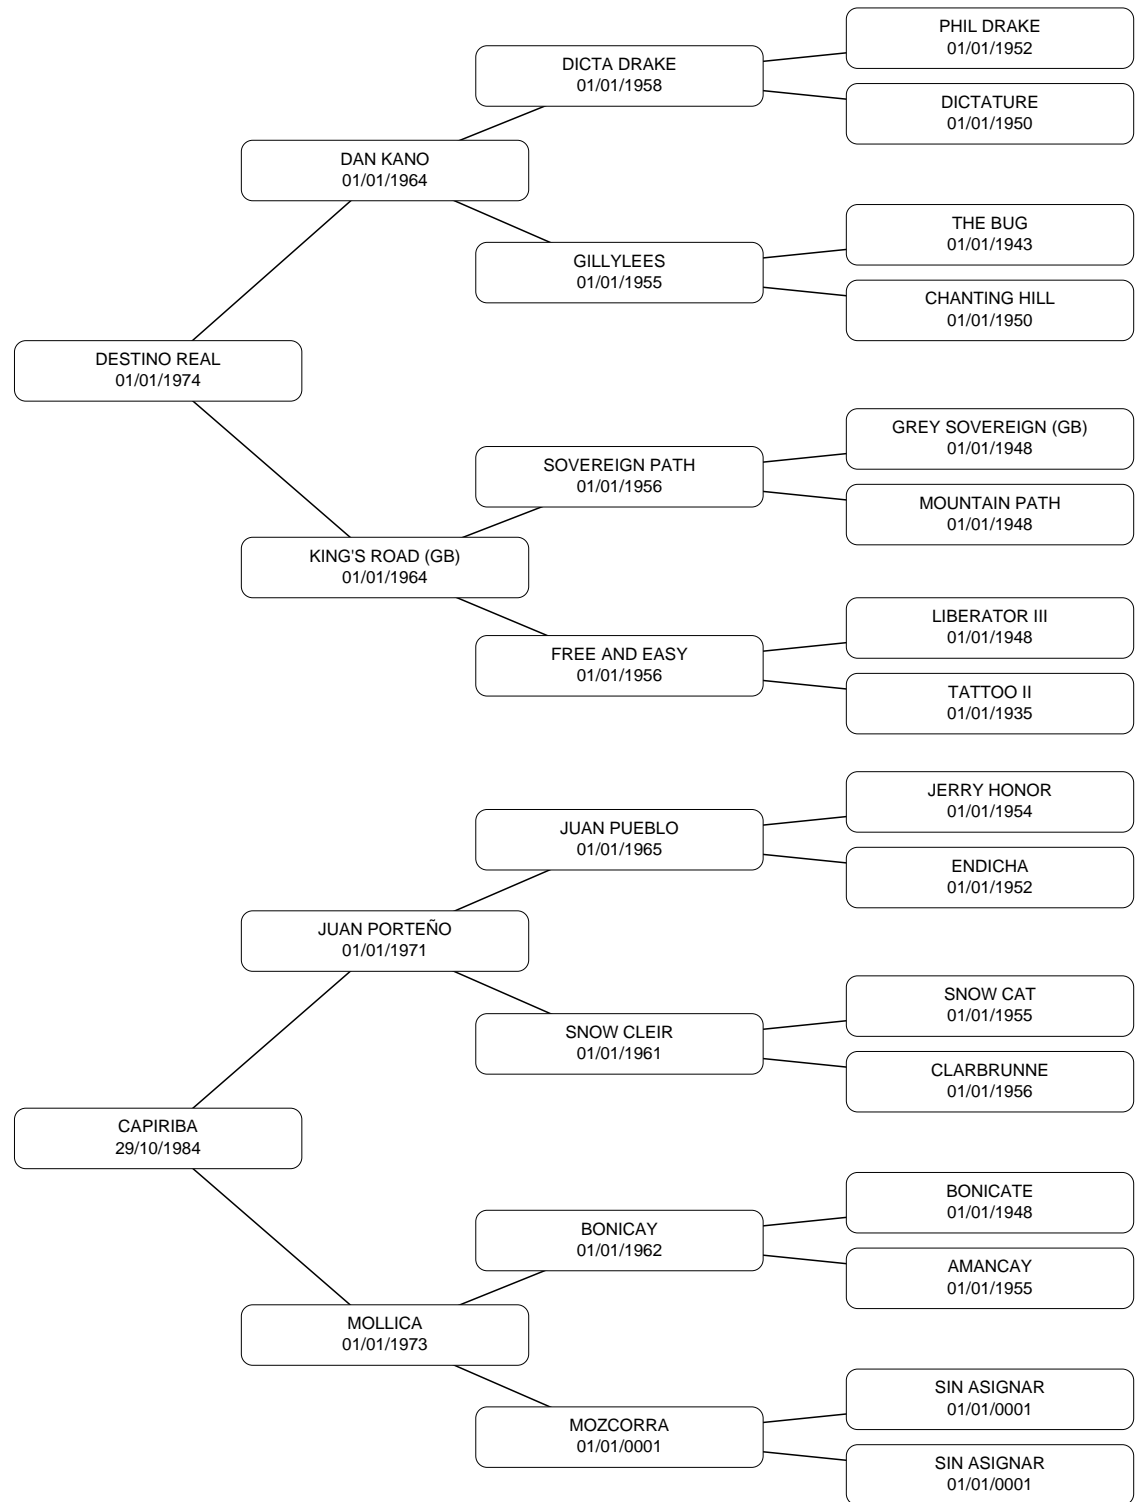 PHIL DRAKE
01/01/1952
DICTA DRAKE
01/01/1958
DICTATURE
01/01/1950
DAN KANO
01/01/1964
THE BUG
01/01/1943
GILLYLEES
01/01/1955
CHANTING HILL
01/01/1950
DESTINO REAL
01/01/1974
GREY SOVEREIGN (GB)
01/01/1948
SOVEREIGN PATH
01/01/1956
MOUNTAIN PATH
01/01/1948
KING'S ROAD (GB)
01/01/1964
LIBERATOR III
01/01/1948
FREE AND EASY
01/01/1956
TATTOO II
01/01/1935
JERRY HONOR
01/01/1954
JUAN PUEBLO
01/01/1965
ENDICHA
01/01/1952
JUAN PORTEÑO
01/01/1971
SNOW CAT
01/01/1955
SNOW CLEIR
01/01/1961
CLARBRUNNE
01/01/1956
CAPIRIBA
29/10/1984
BONICATE
01/01/1948
BONICAY
01/01/1962
AMANCAY
01/01/1955
MOLLICA
01/01/1973
SIN ASIGNAR
01/01/0001
MOZCORRA
01/01/0001
SIN ASIGNAR
01/01/0001